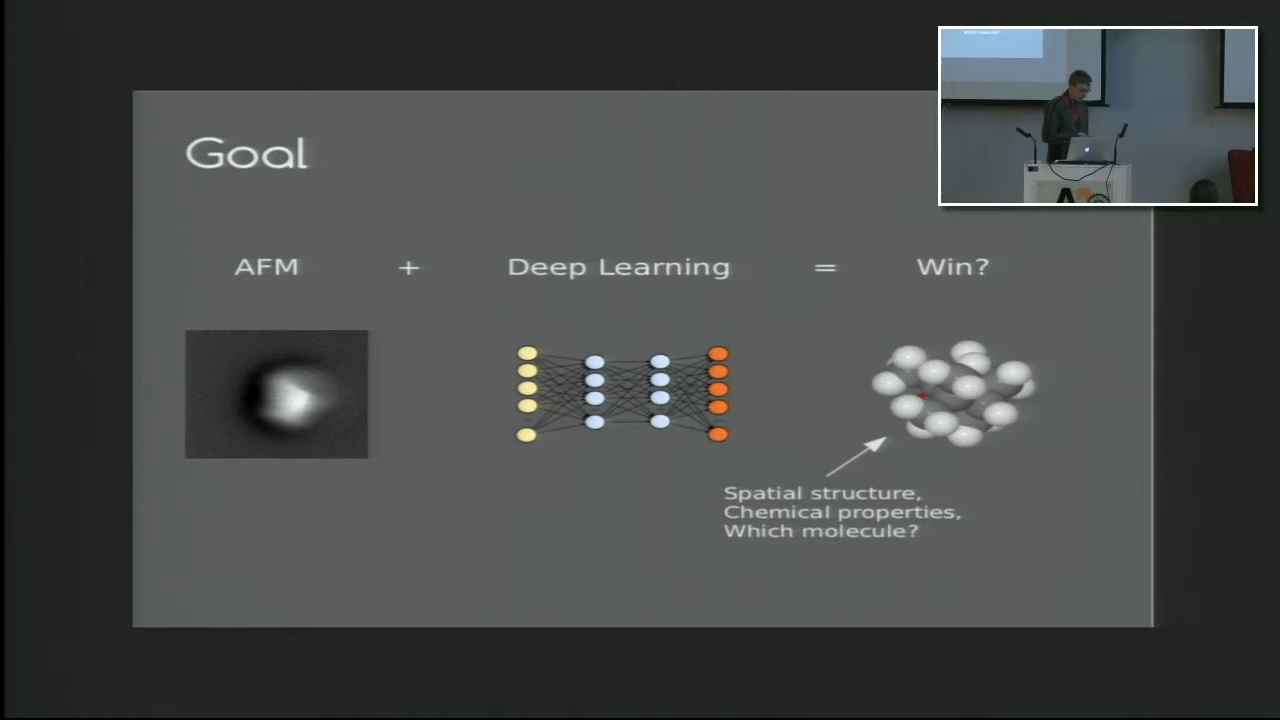 Goal
AFM + Deep Learning = Win?
Spatial structure,
Chemical properties,
Which molecule?